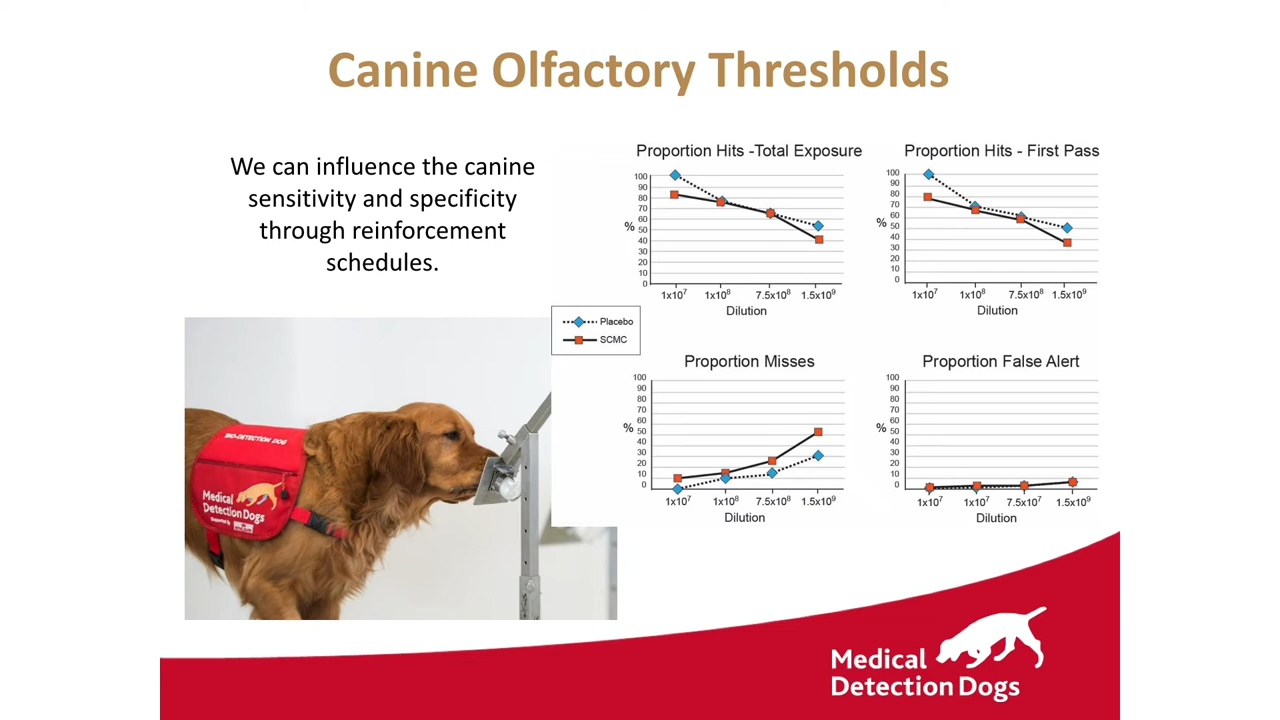 Canine Olfactory Thresholds
We can influence the canine
sensitivity and specificity
through reinforcement
schedules.
Proportion Hits -Total Exposure
100
90
80
70
60
50
40
30
20
10
0
%
1x10⁷ 1x10⁸ 7.5x10⁸ 1.5x10⁹
Dilution
Proportion Hits - First Pass
100
90
80
70
60
50
40
30
20
10
0
%
1x10⁷ 1x10⁸ 7.5x10⁸ 1.5x10⁹
Dilution
Placebo
SCMC
Proportion Misses
100
90
80
70
60
50
40
30
20
10
0
%
1x10⁷ 1x10⁸ 7.5x10⁸ 1.5x10⁹
Dilution
Proportion False Alert
100
90
80
70
60
50
40
30
20
10
0
%
1x10⁷ 1x10⁷ 7.5x10⁷ 1.5x10⁹
Dilution
BIO-DETECTION DOG
Medical
Detection Dogs
Medical
Detection Dogs